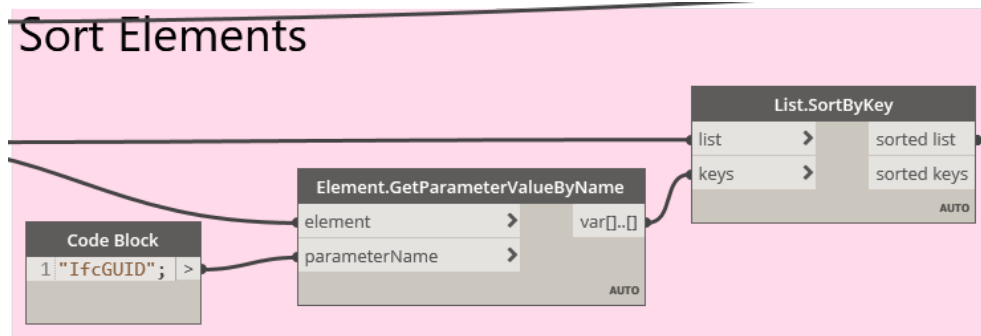 Sort Elements
List.SortByKey
list > sorted list
keys > sorted keys
AUTO
Element.GetParameterValueByName
element > var[]..[]
parameterName >
AUTO
Code Block
1 "IfcGUID"; >